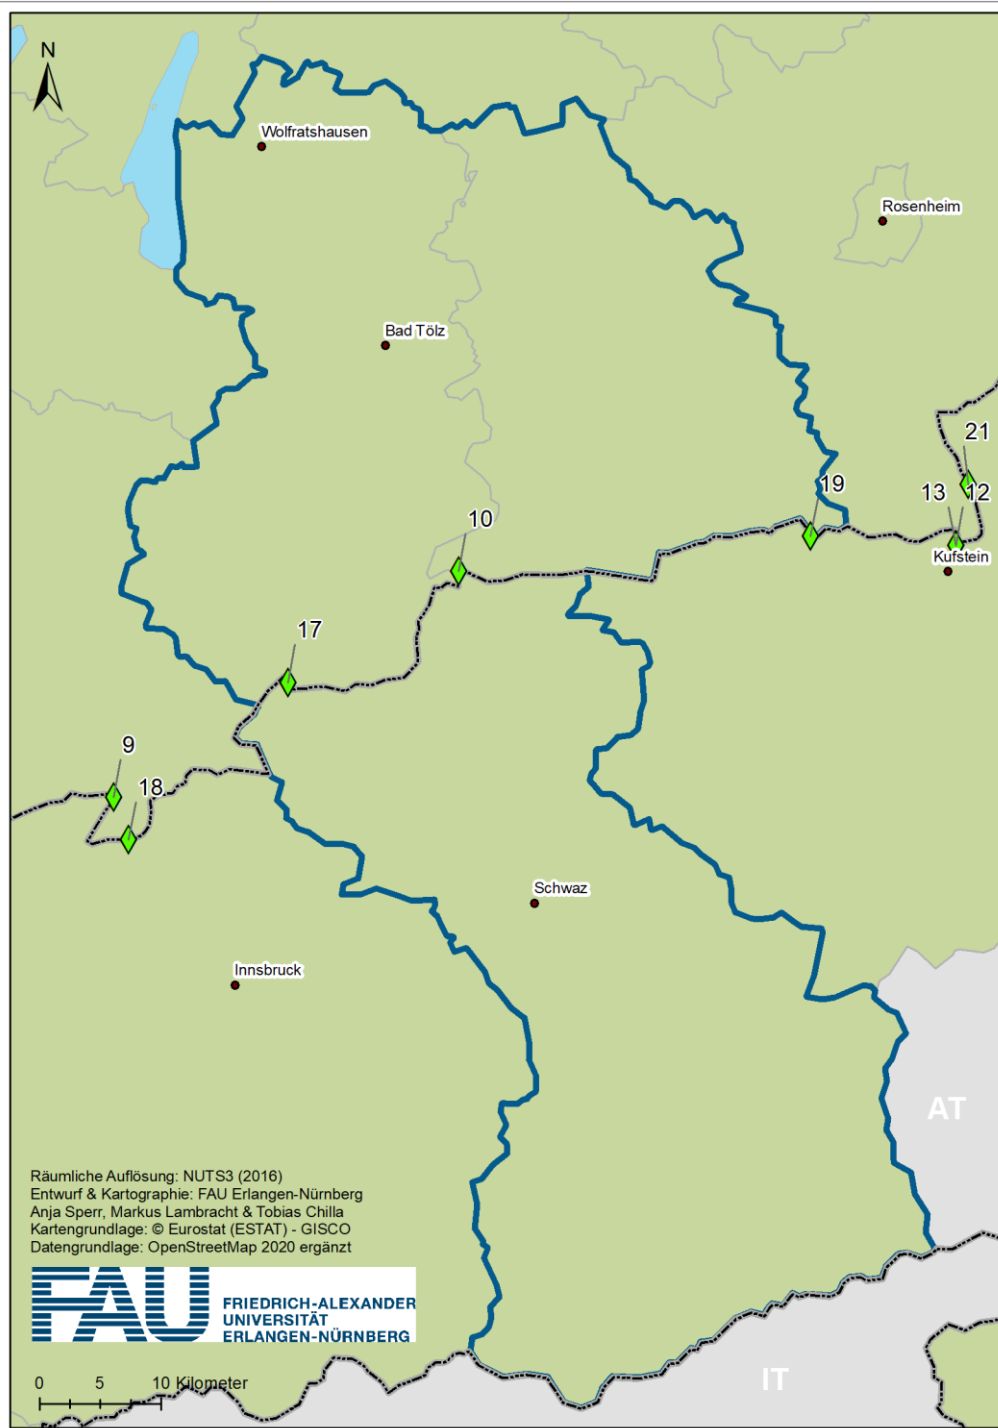 N
Wolfratshausen
Rosenheim
Bad Tölz
21
19
13 12
10
Kufstein
17
9
18
Schwaz
Innsbruck
AT
Räumliche Auflösung: NUTS3 (2016)
Entwurf & Kartographie: FAU Erlangen-Nürnberg
Anja Sperr, Markus Lambracht & Tobias Chilla
Kartengrundlage: © Eurostat (ESTAT) - GISCO
Datengrundlage: OpenStreetMap 2020 ergänzt
FAU
FRIEDRICH-ALEXANDER
UNIVERSITÄT
ERLANGEN-NÜRNBERG
IT
0 5 10 Kilometer